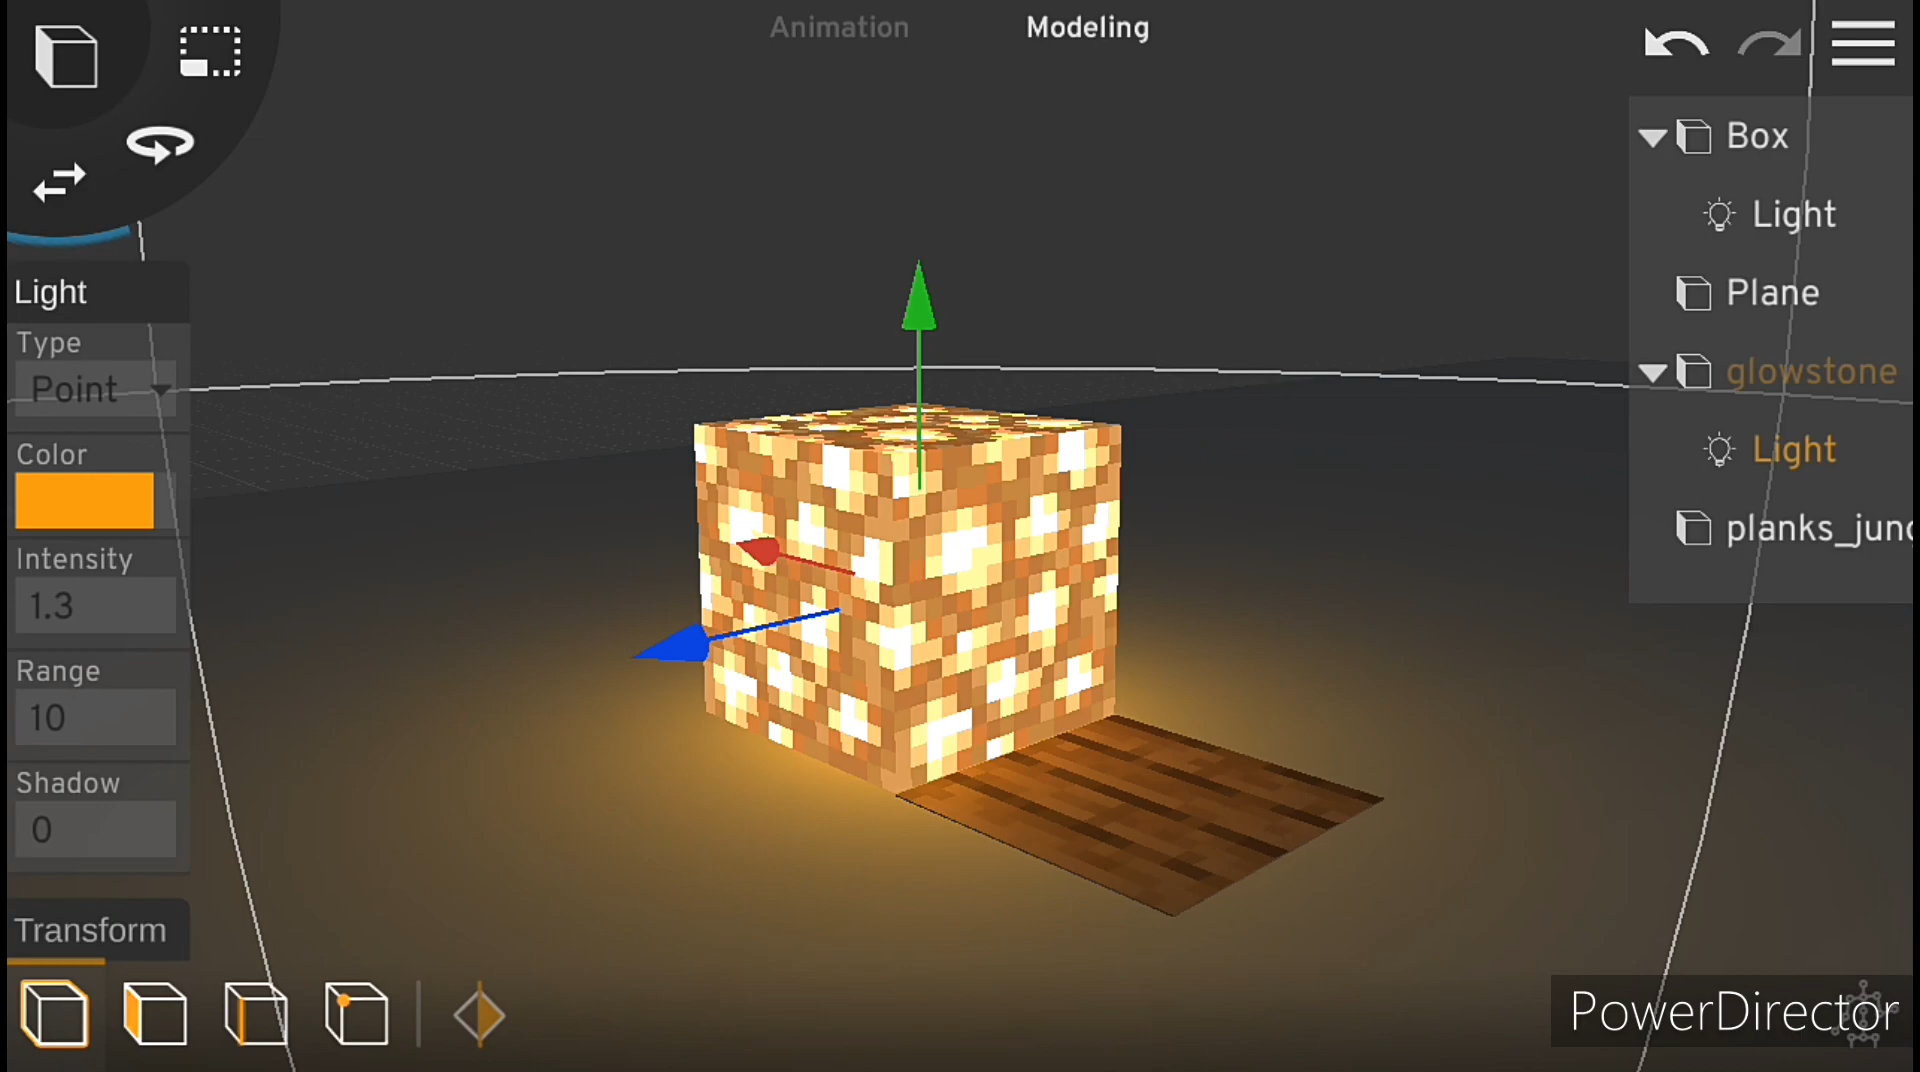 Animation
Modeling
Box
Light
Plane
glowstone
Light
Light
Type
Point
Color
Intensity
1.3
Range
10
Shadow
0
Transform
PowerDirector